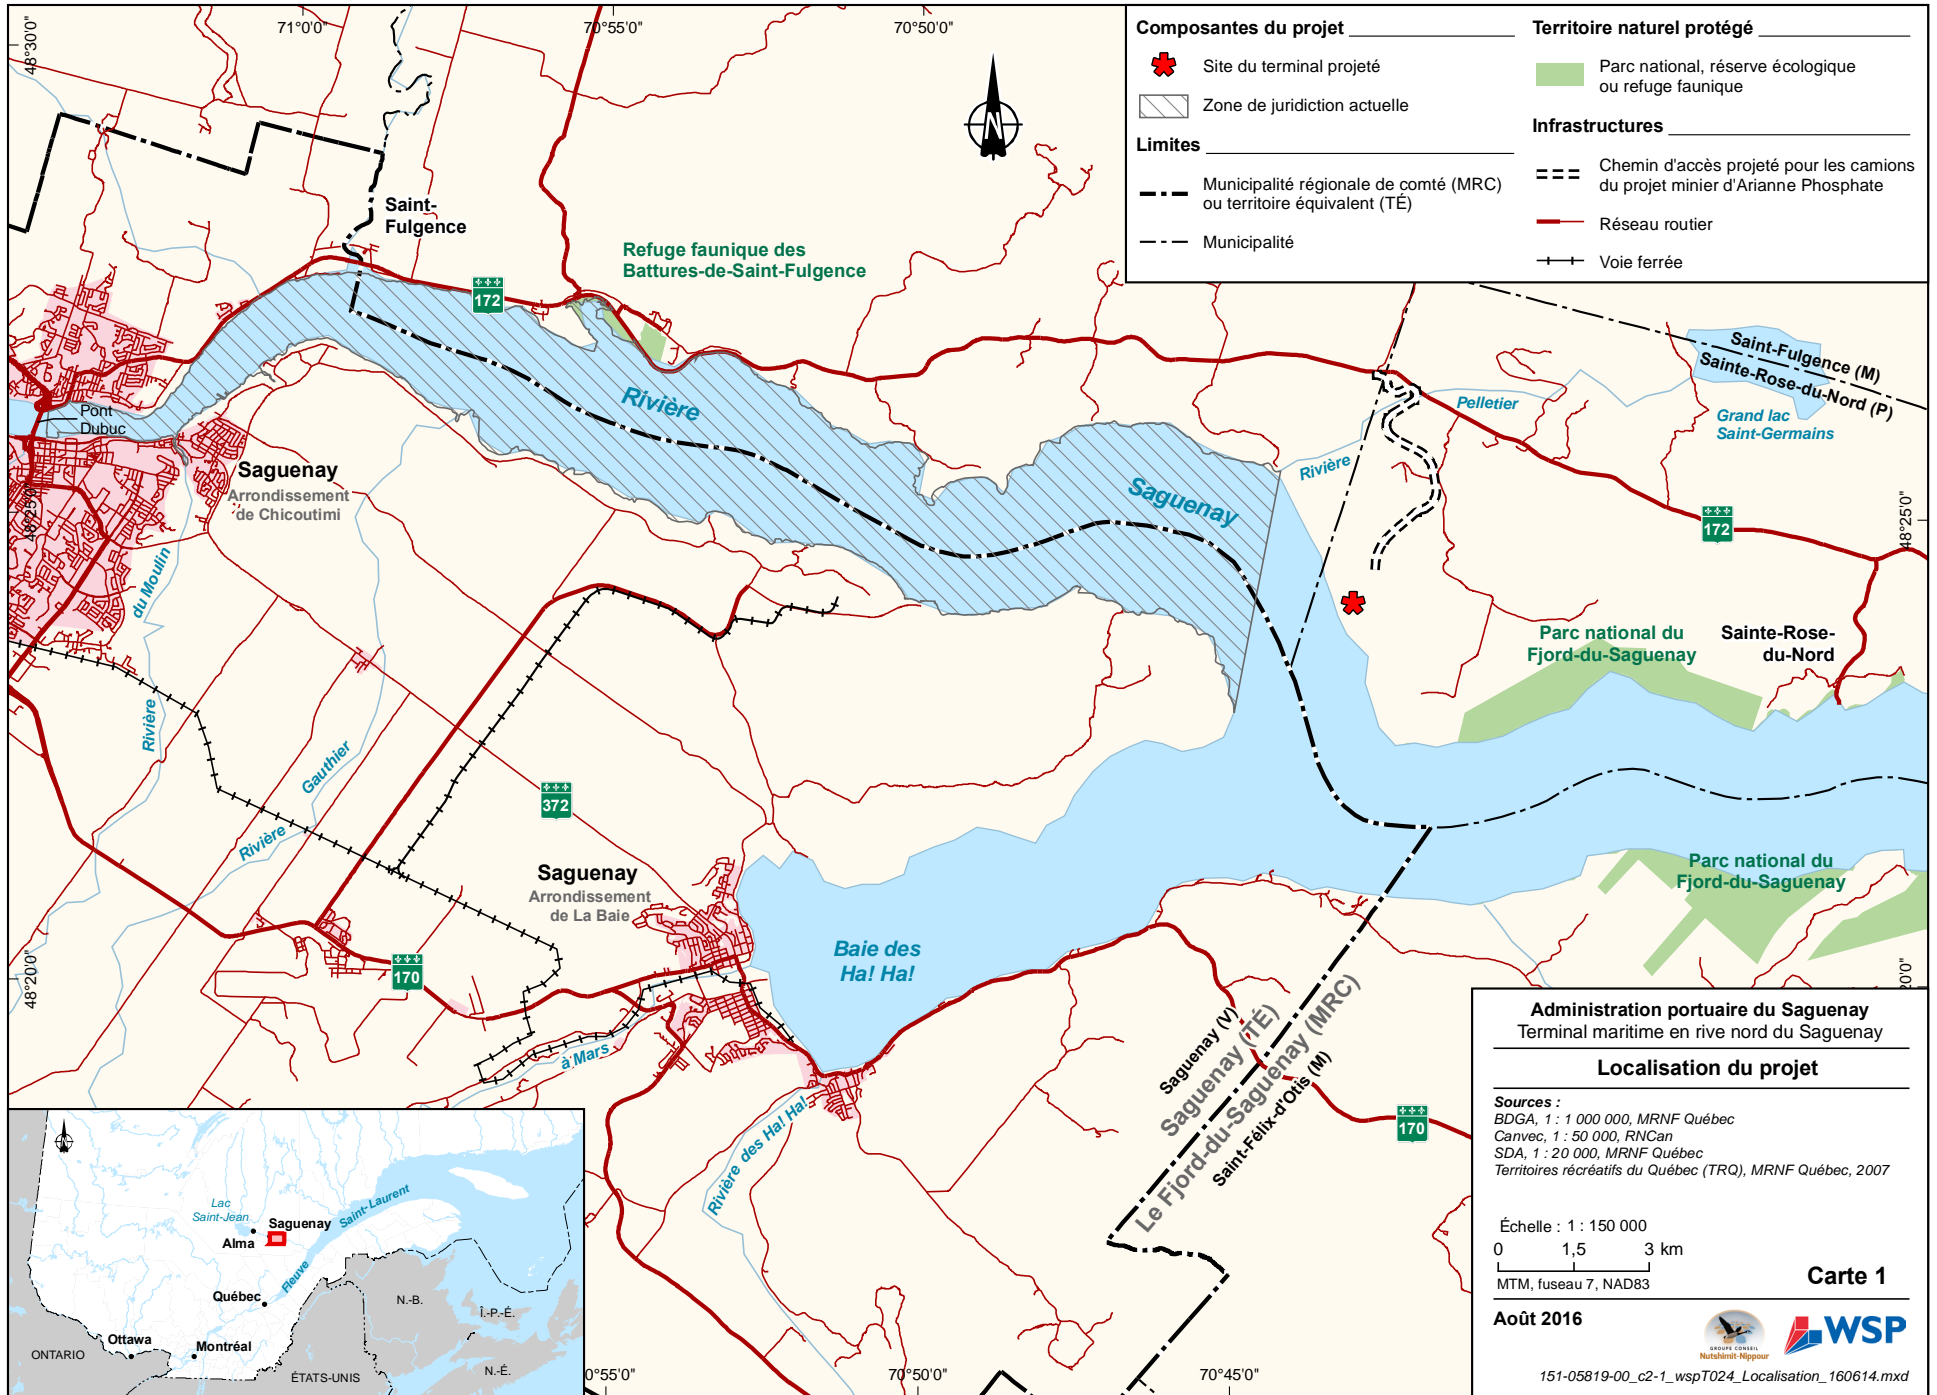 71°0'0"
70°55'0"
70°50'0"
48°30'0"
48°25'0"
48°20'0"
Composantes du projet
Site du terminal projeté
Zone de juridiction actuelle
Limites
Municipalité régionale de comté (MRC)
ou territoire équivalent (TÉ)
Municipalité
Territoire naturel protégé
Parc national, réserve écologique
ou refuge faunique
Infrastructures
Chemin d'accès projeté pour les camions
du projet minier d'Arianne Phosphate
Réseau routier
Voie ferrée
N
Saint-
Fulgence
Refuge faunique des
Battures-de-Saint-Fulgence
172
Rivière
Saguenay
Pont
Dubuc
Saguenay
Arrondissement
de Chicoutimi
Rivière
Pelletier
Saint-Fulgence (M)
Sainte-Rose-du-Nord (P)
Grand lac
Saint-Germains
172
48°25'0"
du Moulin
Rivière
Gauthier
Rivière
Parc national du
Fjord-du-Saguenay
Sainte-Rose-
du-Nord
372
Saguenay
Arrondissement
de La Baie
170
Baie des
Ha! Ha!
Parc national du
Fjord-du-Saguenay
à Mars
Rivière des Ha! Ha!
Saguenay (V)
Saguenay (TÉ)
Le Fjord-du-Saguenay (MRC)
Saint-Félix-d'Otis (M)
170
20'0"
0°55'0"
70°50'0"
70°45'0"
Lac
Saint-Jean
Saguenay
Alma
Fleuve
Saint-Laurent
Québec
Ottawa
Montréal
ONTARIO
ÉTATS-UNIS
N.-B.
Î.-P.-É.
N.-É.
Administration portuaire du Saguenay
Terminal maritime en rive nord du Saguenay
Localisation du projet
Sources :
BDGA, 1 : 1 000 000, MRNF Québec
Canvec, 1 : 50 000, RNCan
SDA, 1 : 20 000, MRNF Québec
Territoires récréatifs du Québec (TRQ), MRNF Québec, 2007
Échelle : 1 : 150 000
0 1,5 3 km
MTM, fuseau 7, NAD83
Carte 1
Août 2016
GROUPE CONSEIL
Nutshimit-Nippour
WSP
151-05819-00_c2-1_wspT024_Localisation_160614.mxd